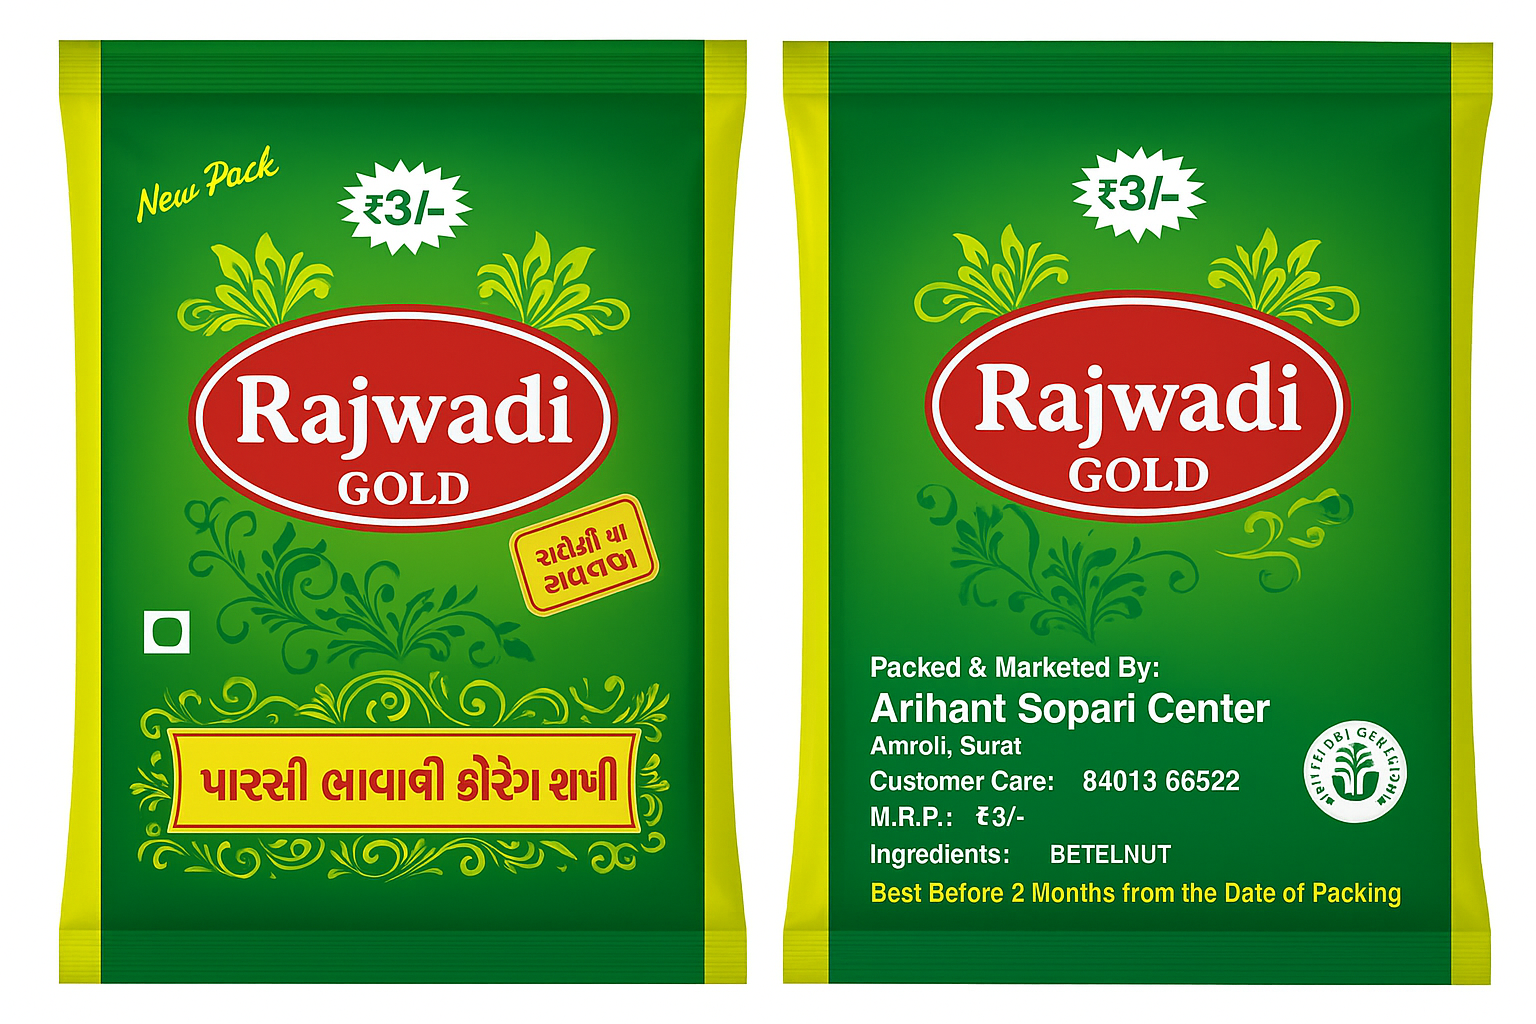 New Pack
₹3/-
Rajwadi
GOLD
પારસી ભાવાવી કોરેગ શખી
₹3/-
Rajwadi
GOLD
Packed & Marketed By:
Arihant Sopari Center
Amroli, Surat
Customer Care: 84013 66522
M.R.P.: ₹3/-
Ingredients: BETELNUT
Best Before 2 Months from the Date of Packing